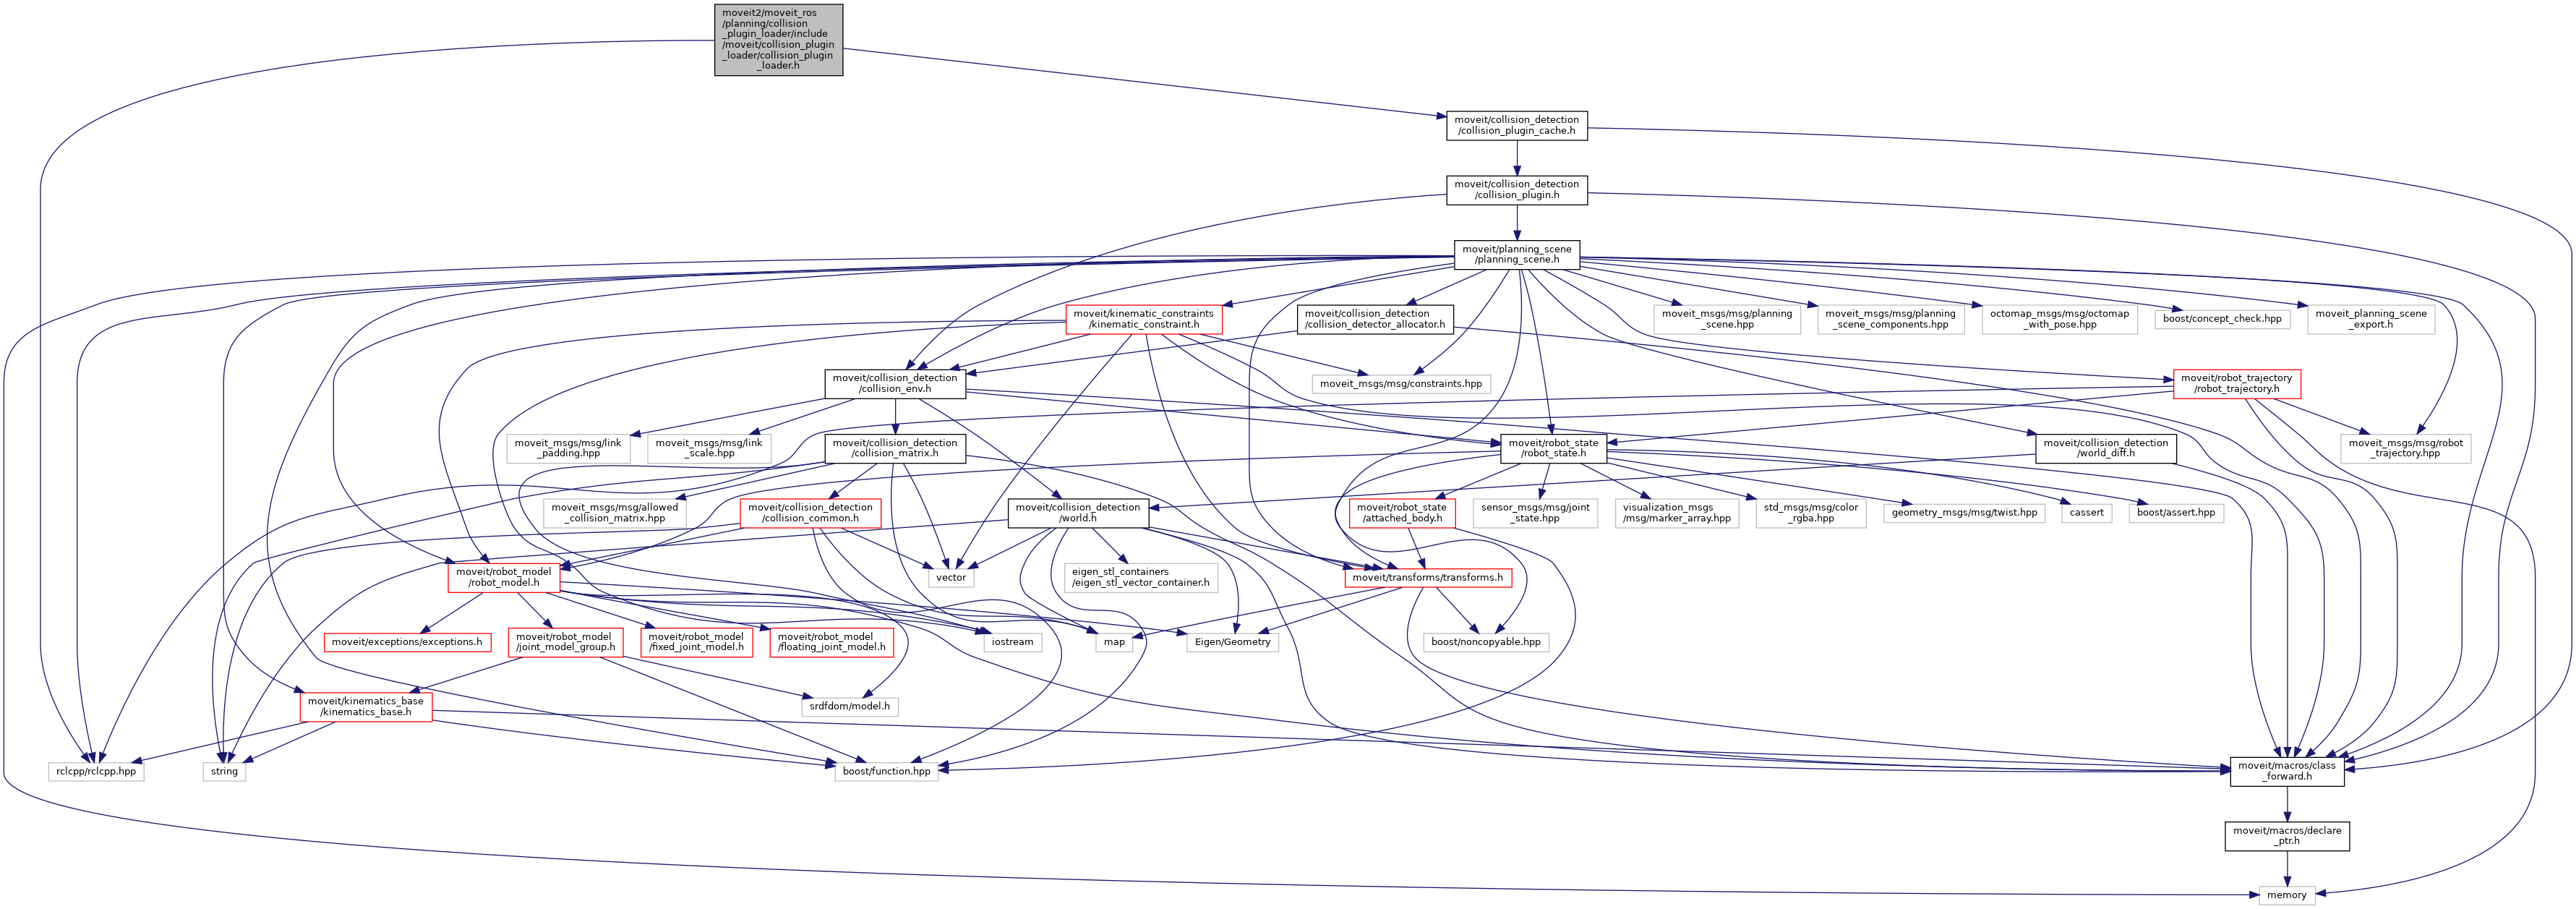 moveit2/moveit_ros
/planning/collision
_plugin_loader/include
/moveit/collision_plugin
_loader/collision_plugin
_loader.h
moveit/collision_detection
/collision_plugin_cache.h
moveit/collision_detection
/collision_plugin.h
moveit/planning_scene
/planning_scene.h
moveit/kinematic_constraints
/kinematic_constraint.h
moveit/collision_detection
/collision_detector_allocator.h
moveit_msgs/msg/planning
_scene.hpp
moveit_msgs/msg/planning
_scene_components.hpp
octomap_msgs/msg/octomap
_with_pose.hpp
boost/concept_check.hpp
moveit_planning_scene
_export.h
moveit/collision_detection
/collision_env.h
moveit_msgs/msg/constraints.hpp
moveit/robot_trajectory
/robot_trajectory.h
moveit_msgs/msg/link
_padding.hpp
moveit_msgs/msg/link
_scale.hpp
moveit/collision_detection
/collision_matrix.h
moveit/robot_state
/robot_state.h
moveit/collision_detection
/world_diff.h
moveit_msgs/msg/robot
_trajectory.hpp
moveit_msgs/msg/allowed
_collision_matrix.hpp
moveit/collision_detection
/collision_common.h
moveit/collision_detection
/world.h
moveit/robot_state
/attached_body.h
sensor_msgs/msg/joint
_state.hpp
visualization_msgs
/msg/marker_array.hpp
std_msgs/msg/color
_rgba.hpp
geometry_msgs/msg/twist.hpp
cassert
boost/assert.hpp
moveit/robot_model
/robot_model.h
vector
eigen_stl_containers
/eigen_stl_vector_container.h
moveit/transforms/transforms.h
moveit/exceptions/exceptions.h
moveit/robot_model
/joint_model_group.h
moveit/robot_model
/fixed_joint_model.h
moveit/robot_model
/floating_joint_model.h
iostream
map
Eigen/Geometry
boost/noncopyable.hpp
moveit/kinematics_base
/kinematics_base.h
srdfdom/model.h
rclcpp/rclcpp.hpp
string
boost/function.hpp
moveit/macros/class
_forward.h
moveit/macros/declare
_ptr.h
memory